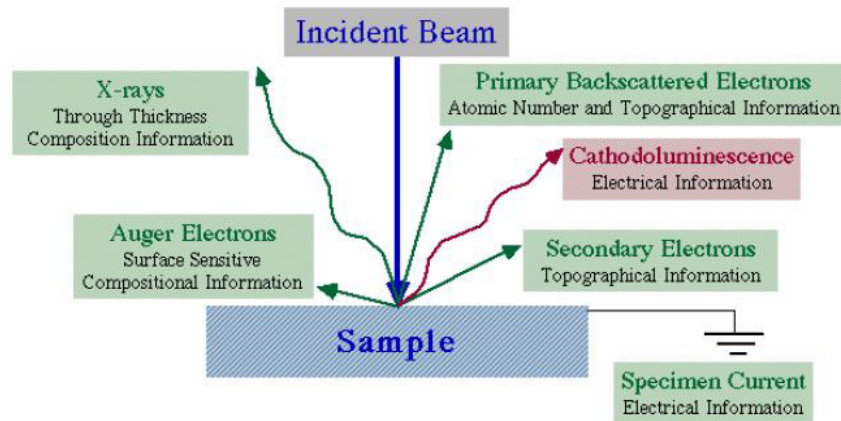 Incident Beam
X-rays
Through Thickness
Composition Information
Primary Backscattered Electrons
Atomic Number and Topographical Information
Cathodoluminescence
Electrical Information
Auger Electrons
Surface Sensitive
Compositional Information
Secondary Electrons
Topographical Information
Sample
Specimen Current
Electrical Information